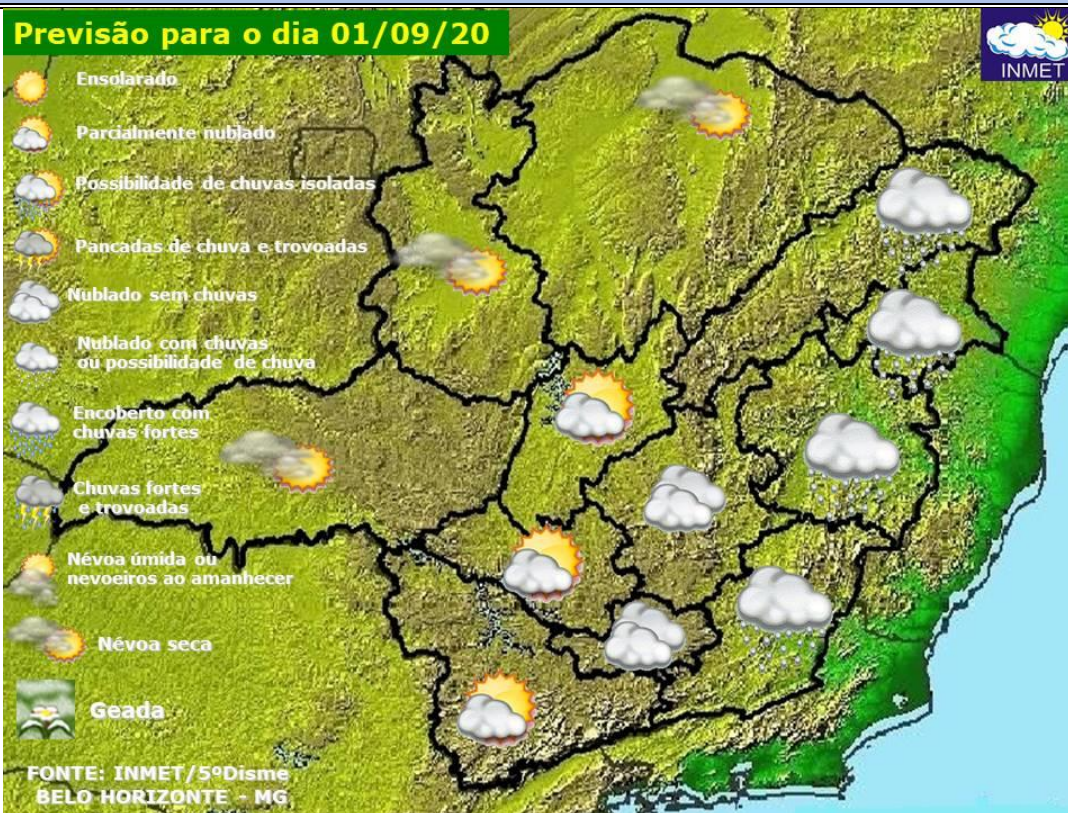 Previsão para o dia 01/09/20
INMET
Ensolarado
Parcialmente nublado
Possibilidade de chuvas isoladas
Pancadas de chuva e trovoadas
Nublado sem chuvas
Nublado com chuvas
ou possibilidade de chuva
Encoberto com
chuvas fortes
Chuvas fortes
e trovoadas
Névoa úmida ou
nevoeiros ao amanhecer
Névoa seca
Geada
FONTE: INMET/5ºDisme
BELO HORIZONTE - MG